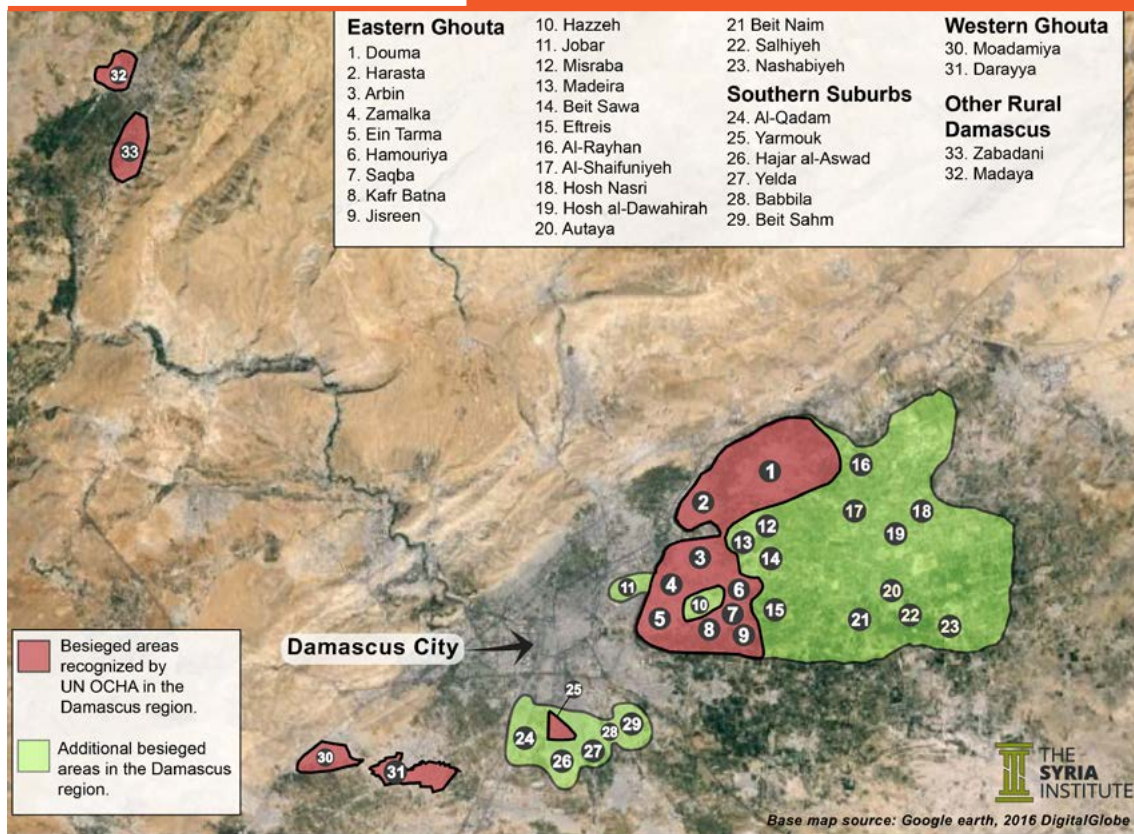 Eastern Ghouta
1. Douma
2. Harasta
3. Arbin
4. Zamalka
5. Ein Tarma
6. Hamouriya
7. Saqba
8. Kafr Batna
9. Jisreen
10. Hazzeh
11. Jobar
12. Misraba
13. Madeira
14. Beit Sawa
15. Eftreis
16. Al-Rayhan
17. Al-Shaifuniyeh
18. Hosh Nasri
19. Hosh al-Dawahirah
20. Autaya
21 Beit Naim
22. Salhiyeh
23. Nashabiyeh
Southern Suburbs
24. Al-Qadam
25. Yarmouk
26. Hajar al-Aswad
27. Yelda
28. Babbila
29. Beit Sahm
Western Ghouta
30. Moadamiya
31. Darayya
Other Rural
Damascus
33. Zabadani
32. Madaya
32
33
1
2
16
17
18
12
13
19
14
3
4
6
11
10
20
5
7
15
8
9
21
22
23
Damascus City
25
24
28
29
27
26
30
31
Besieged areas
recognized by
UN OCHA in the
Damascus region.
Additional besieged
areas in the Damascus
region.
THE
SYRIA
INSTITUTE
Base map source: Google earth, 2016 DigitalGlobe